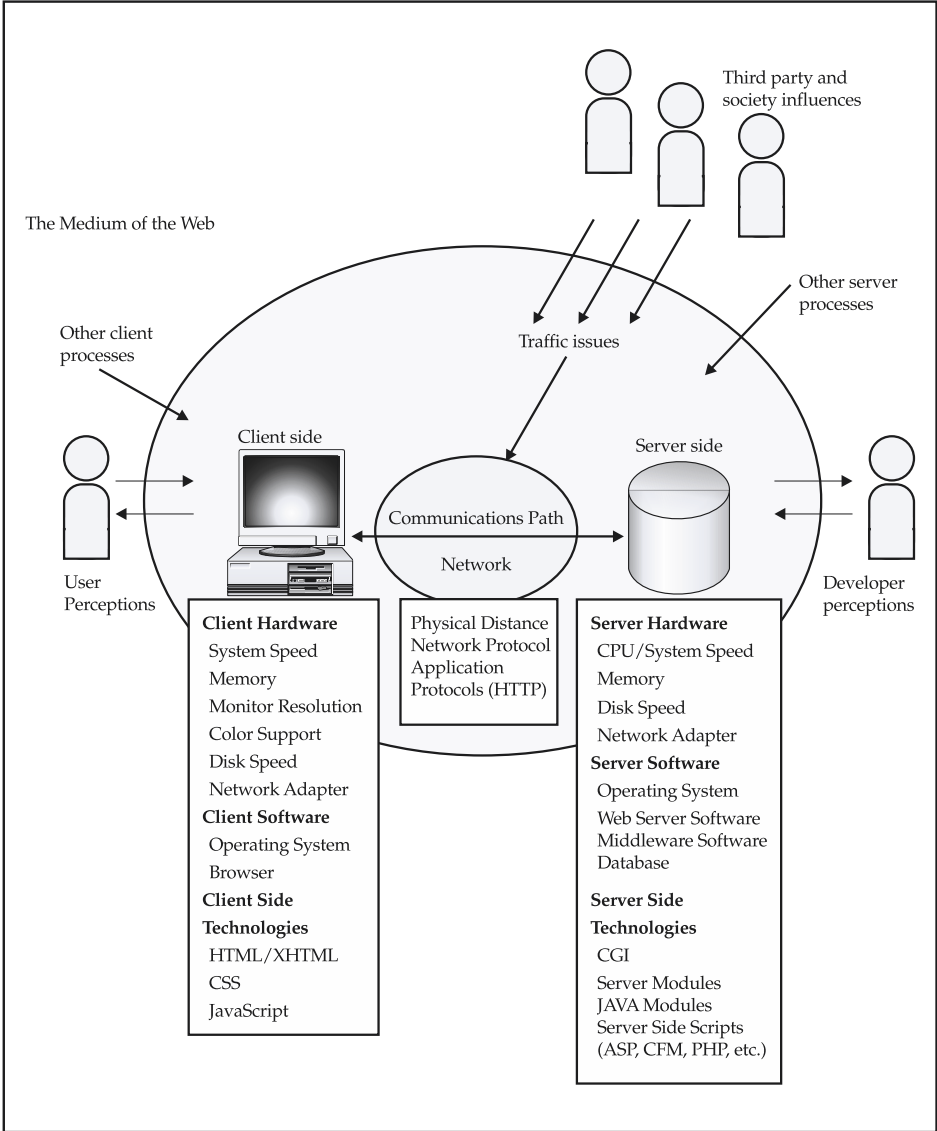 Third party and
society influences
The Medium of the Web
Other server
processes
Other client
processes
Traffic issues
Client side
Server side
Communications Path
Network
User
Perceptions
Developer
perceptions
Client Hardware
System Speed
Memory
Monitor Resolution
Color Support
Disk Speed
Network Adapter
Client Software
Operating System
Browser
Client Side
Technologies
HTML/XHTML
CSS
JavaScript
Physical Distance
Network Protocol
Application
Protocols (HTTP)
Server Hardware
CPU/System Speed
Memory
Disk Speed
Network Adapter
Server Software
Operating System
Web Server Software
Middleware Software
Database
Server Side
Technologies
CGI
Server Modules
JAVA Modules
Server Side Scripts
(ASP, CFM, PHP, etc.)